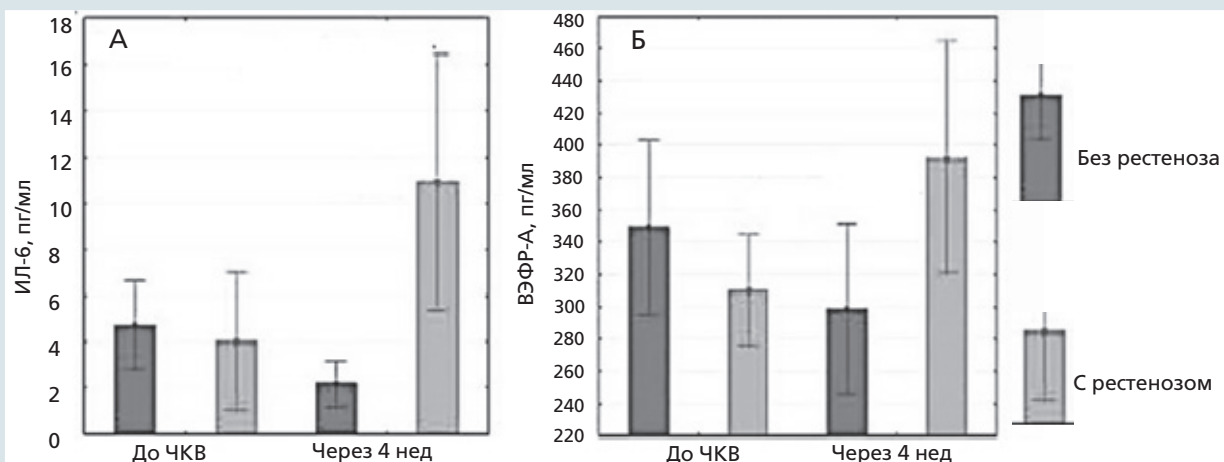 А
ИЛ-6, пг/мл
18
16
14
12
10
8
6
4
2
0
До ЧКВ
Через 4 нед
Б
ВЭФР-А, пг/мл
480
460
440
420
400
380
360
340
320
300
280
260
240
220
До ЧКВ
Через 4 нед
Без рестеноза
С рестенозом